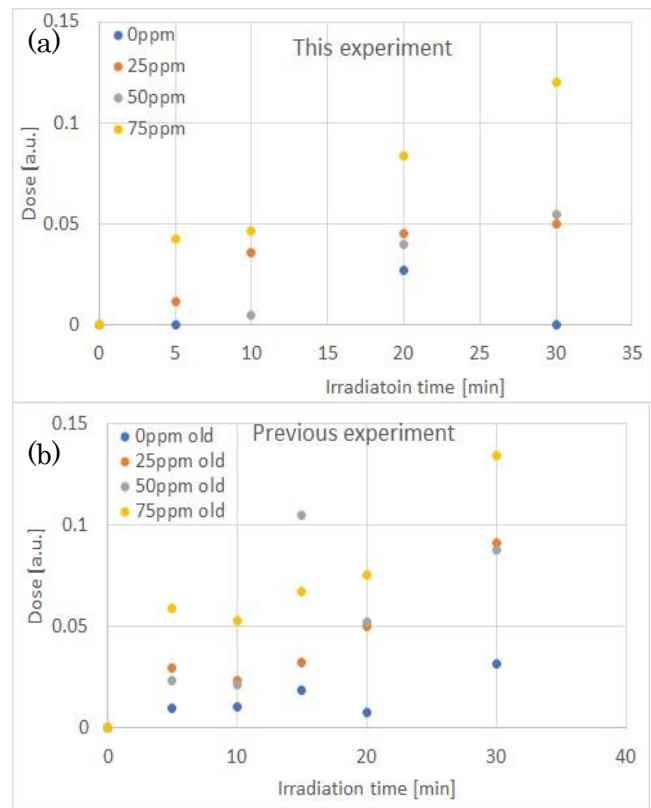 (a)
This experiment
0ppm
25ppm
50ppm
75ppm
Dose [a.u.]
0.15
0.1
0.05
0
0 5 10 15 20 25 30 35
Irradiatoin time [min]
(b)
Previous experiment
0ppm old
25ppm old
50ppm old
75ppm old
Dose [a.u.]
0.15
0.1
0.05
0
0 10 20 30 40
Irradiation time [min]